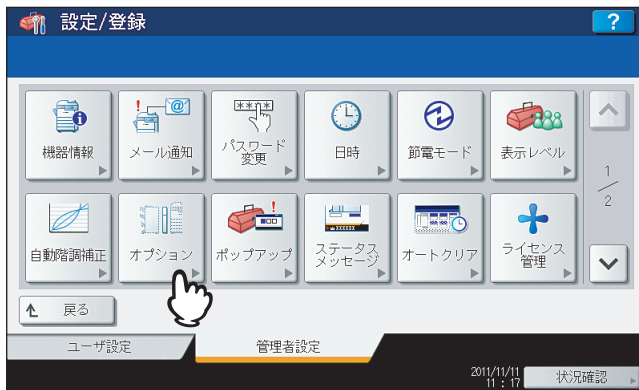 設定/登録
?
機器情報
!
@
メール通知
****
パスワード
変更
日時
節電モード
表示レベル
1
2
自動階調補正
オプション
!
ポップアップ
XXXXXX
ステータス
メッセージ
オートクリア
ライセンス
管理
戻る
ユーザ設定
管理者設定
2011/11/11
11 : 17
状況確認